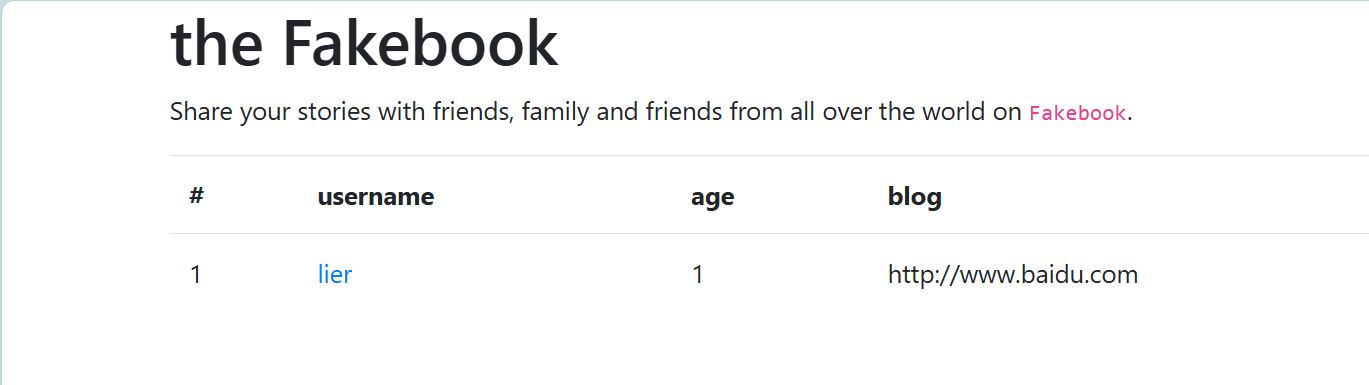 the Fakebook
Share your stories with friends, family and friends from all over the world on Fakebook.
# username age blog
1 lier 1 http://www.baidu.com